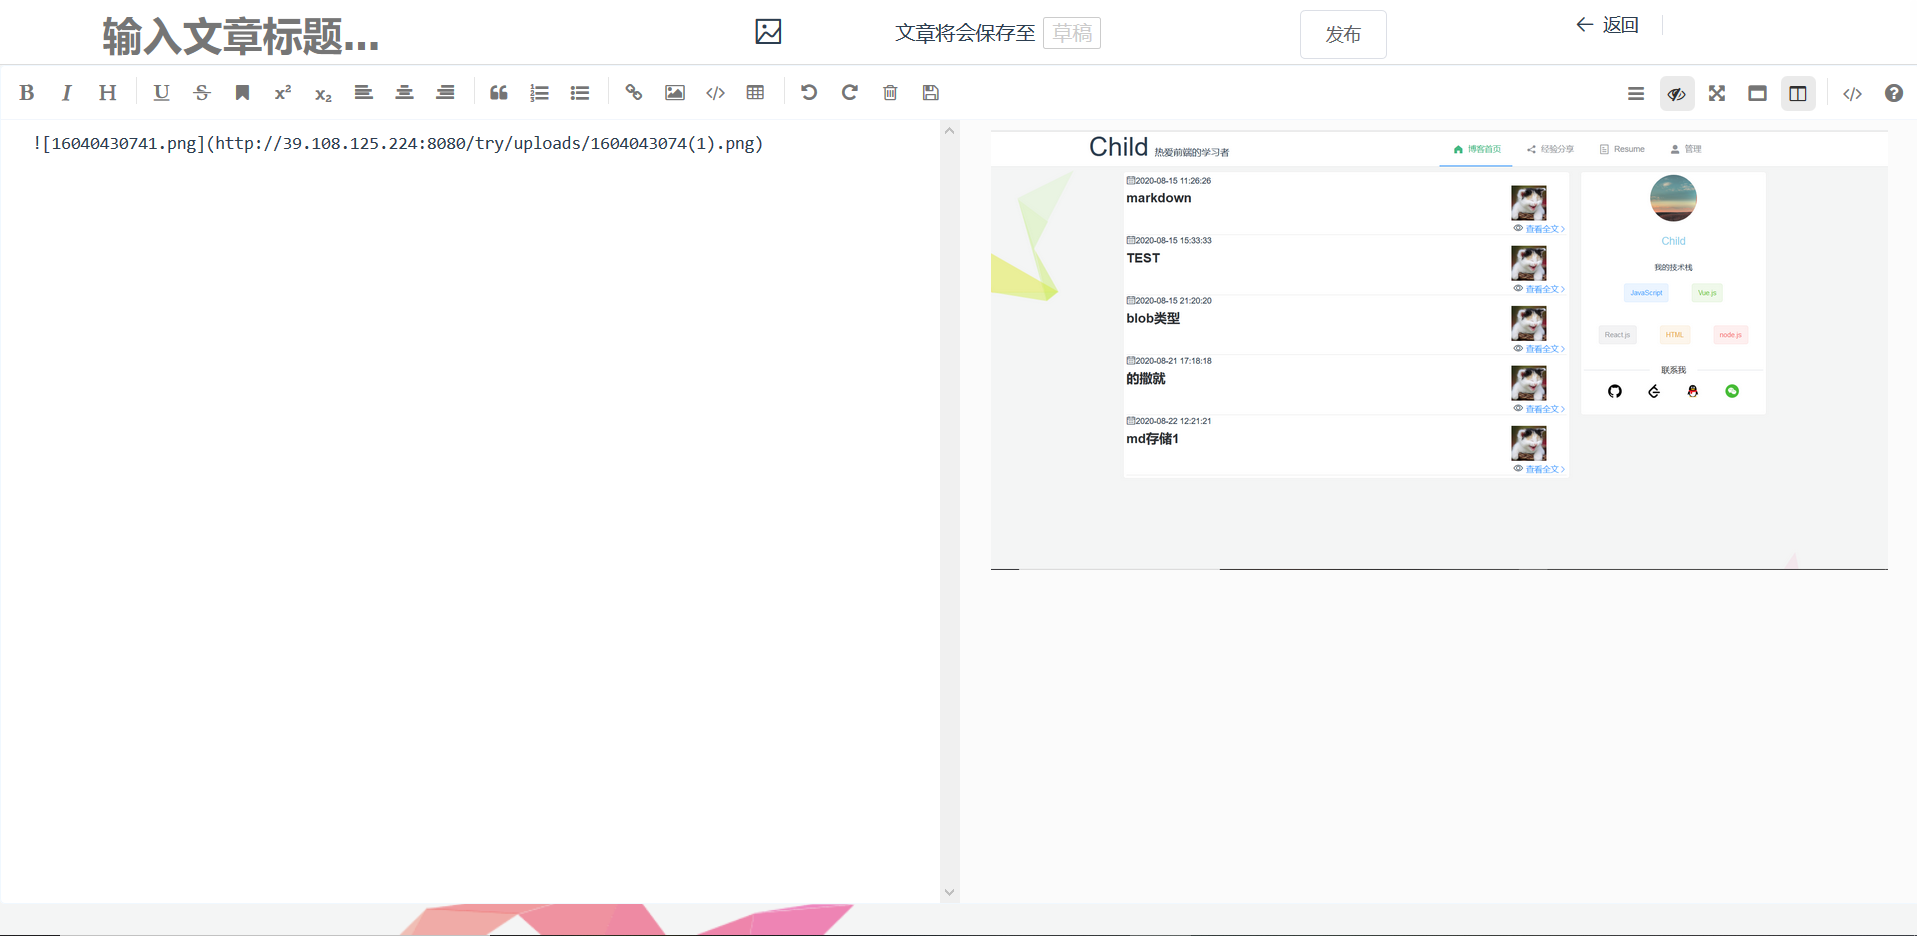 输入文章标题...
文章将会保存至 草稿
发布
返回
![16040430741.png](http://39.108.125.224:8080/try/uploads/1604043074(1).png)
Child 热爱前端的学习者
博客首页 经验分享 Resume 管理
2020-08-15 11:26:26
markdown
查看全文
2020-08-15 15:33:33
TEST
查看全文
2020-08-15 21:20:20
blob类型
查看全文
2020-08-21 17:18:18
的撒就
查看全文
2020-08-22 12:21:21
md存储1
查看全文
Child
我的技术栈
JavaScript Vue.js
React.js HTML node.js
联系我